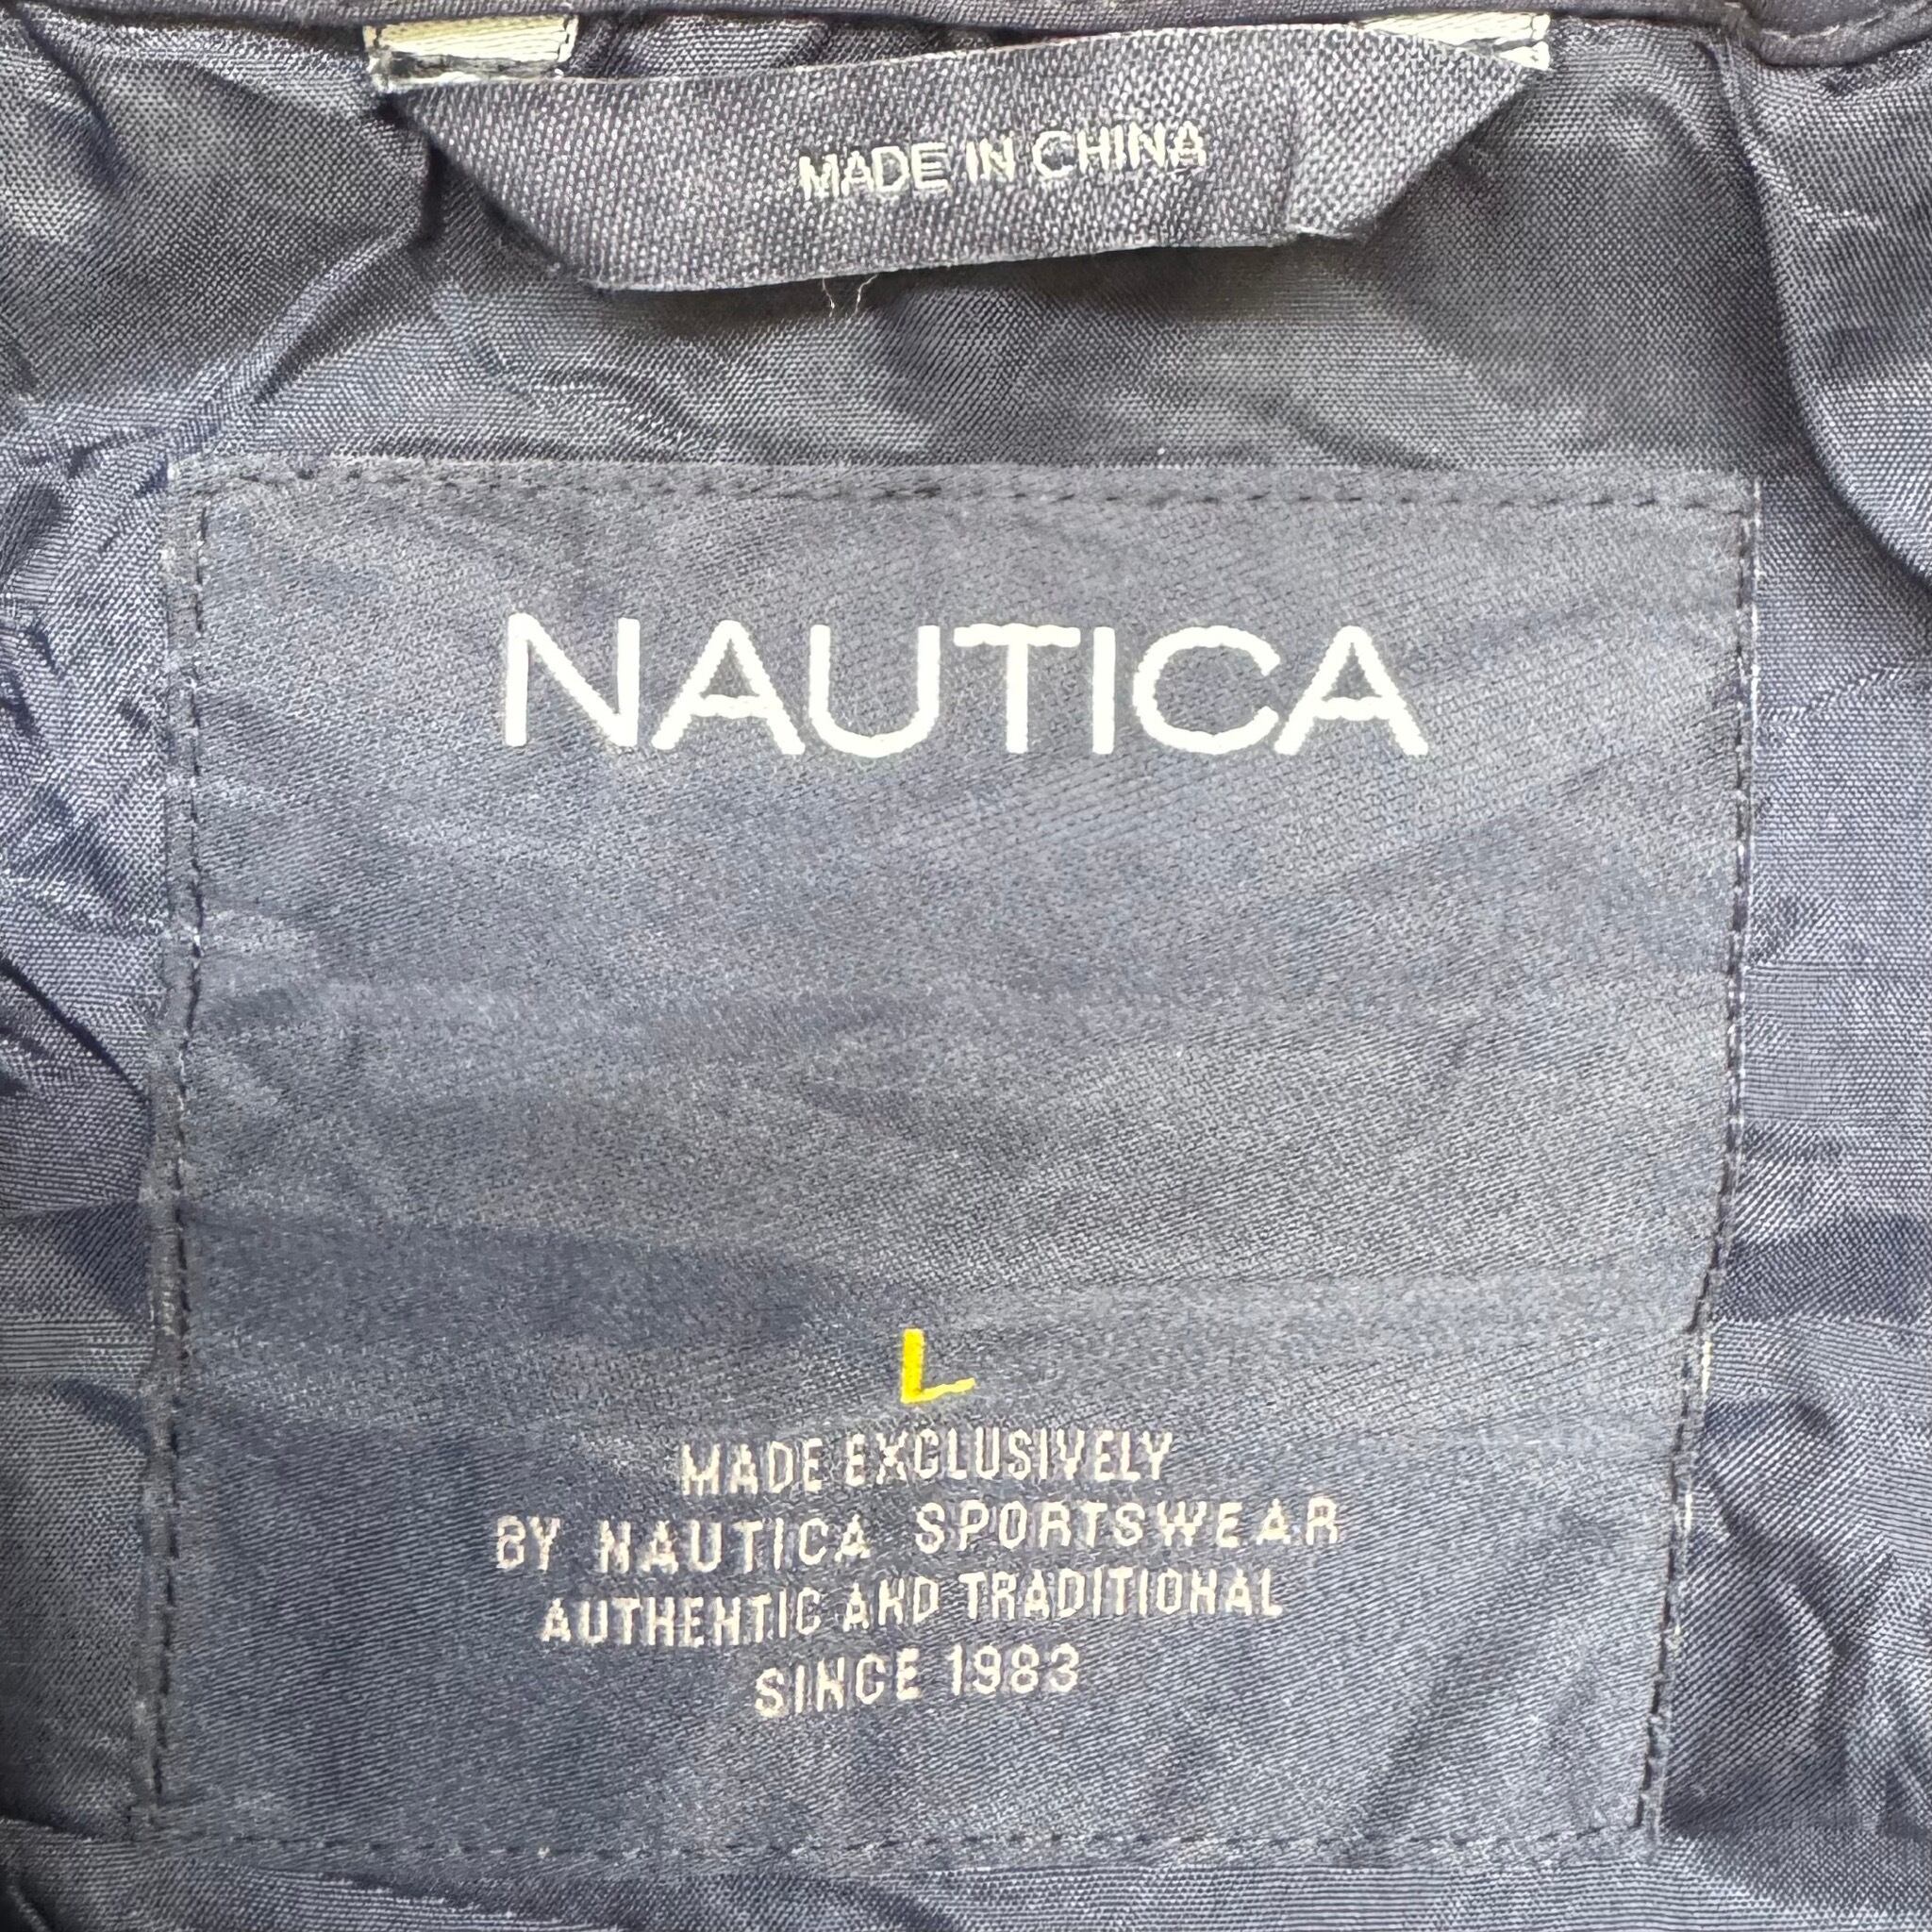 MADE IN CHINA
NAUTICA
L
MADE EXCLUSIVELY
BY NAUTICA SPORTSWEAR
AUTHENTIC AND TRADITIONAL
SINCE 1983